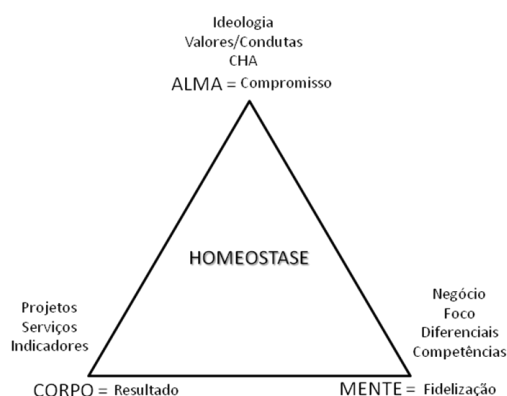 Ideologia
Valores/Condutas
CHA
ALMA = Compromisso
HOMEOSTASE
Projetos
Serviços
Indicadores
CORPO = Resultado
Negócio
Foco
Diferenciais
Competências
MENTE = Fidelização